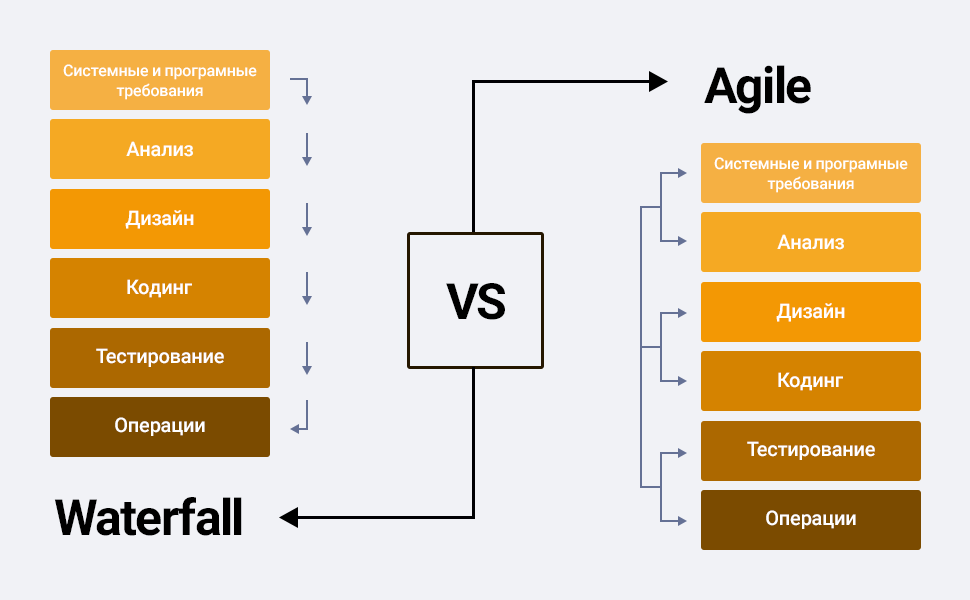 Системные и програмные
требования
Анализ
Дизайн
Кодинг
Тестирование
Операции
Waterfall
VS
Agile
Системные и програмные
требования
Анализ
Дизайн
Кодинг
Тестирование
Операции